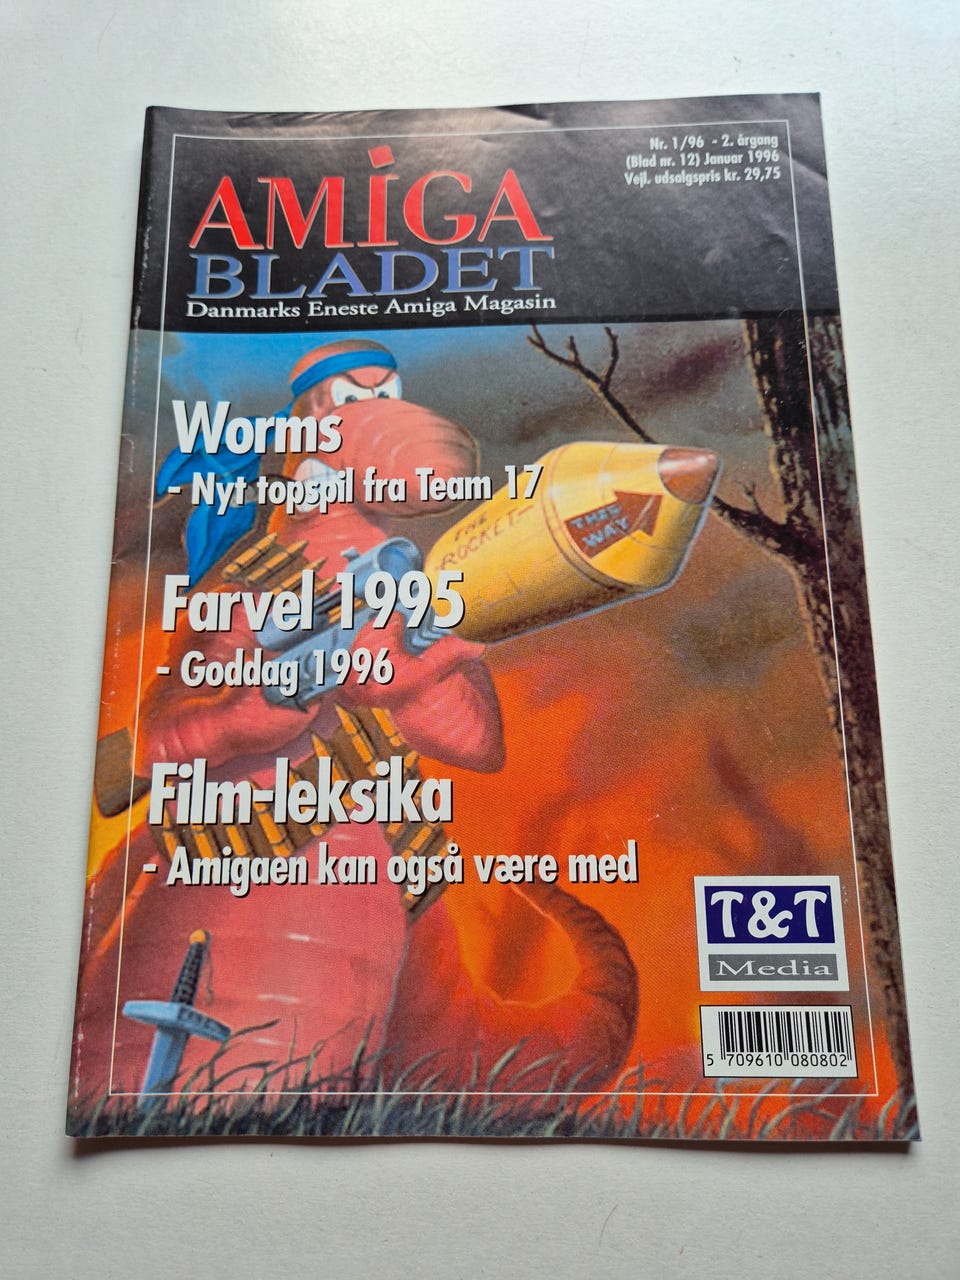 Nr. 1/96 - 2. årgang
(Blad nr. 12) Januar 1996
Vejl. udsalgspris kr. 29,75
AMIGA
BLADET
Danmarks Eneste Amiga Magasin
Worms
- Nyt topspil fra Team 17
THE
ROCKET
THIS
WAY
Farvel 1995
- Goddag 1996
Film-leksika
- Amigaen kan også være med
T&T
Media
5 709610 080802